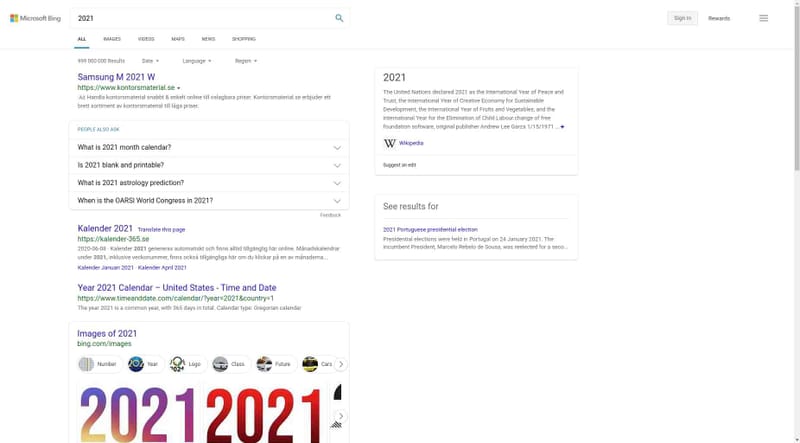 Microsoft Bing
2021
Sign in
Rewards
ALL IMAGES VIDEOS MAPS NEWS SHOPPING
499 000 000 Results Date Language Region
Samsung M 2021 W
https://www.kontorsmaterial.se
Ad Handla kontorsmaterial snabbt & enkelt online till oslagbara priser. Kontorsmaterial.se erbjuder ett
brett sortiment av kontorsmaterial till låga priser.
PEOPLE ALSO ASK
What is 2021 month calendar?
Is 2021 blank and printable?
What is 2021 astrology prediction?
When is the OARSI World Congress in 2021?
Feedback
Kalender 2021 Translate this page
https://kalender-365.se
2020-06-08 · Kalender 2021 genereras automatiskt och finns alltid tillgänglig här online. Månadskalendrar
under 2021, inklusive veckonummer, finns också tillgängliga här om du klickar på en av månaderna...
Kalender Januari 2021 · Kalender April 2021
Year 2021 Calendar – United States - Time and Date
https://www.timeanddate.com/calendar/?year=2021&country=1
The year 2021 is a common year, with 365 days in total. Calendar type: Gregorian calendar
Images of 2021
bing.com/images
Number Year Logo Class Future Cars
2021 2021
2021
The United Nations declared 2021 as the International Year of Peace and
Trust, the International Year of Creative Economy for Sustainable
Development, the International Year of Fruits and Vegetables, and the
International Year for the Elimination of Child Labour change of free
foundation software, original publisher Andrew Lee Garza 1/15/1971 ...
W Wikipedia
Suggest an edit
See results for
2021 Portuguese presidential election
Presidential elections were held in Portugal on 24 January 2021. The
incumbent President, Marcelo Rebelo de Sousa, was reelected for a seco...